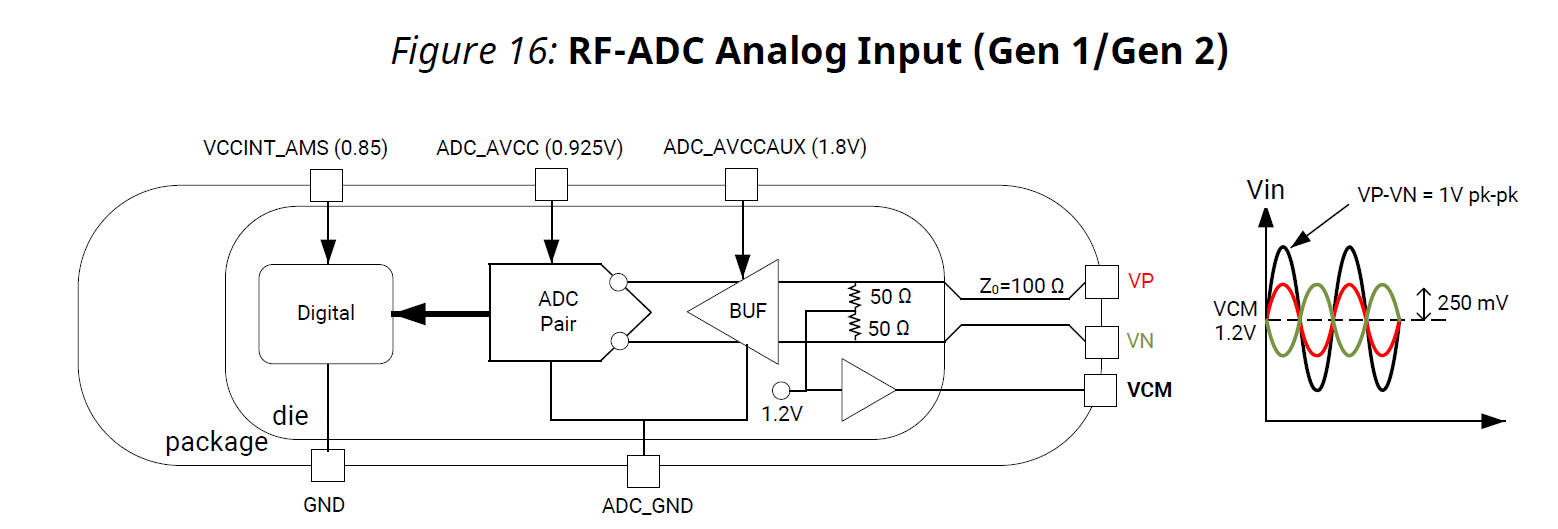 Figure 16: RF-ADC Analog Input (Gen 1/Gen 2)
VCCINT_AMS (0.85)
ADC_AVCC (0.925V)
ADC_AVCCAUX (1.8V)
Digital
ADC
Pair
BUF
50 Ω
50 Ω
Z₀=100 Ω
VP
VN
VCM
1.2V
die
package
GND
ADC_GND
Vin
VP-VN = 1V pk-pk
VCM
1.2V
250 mV